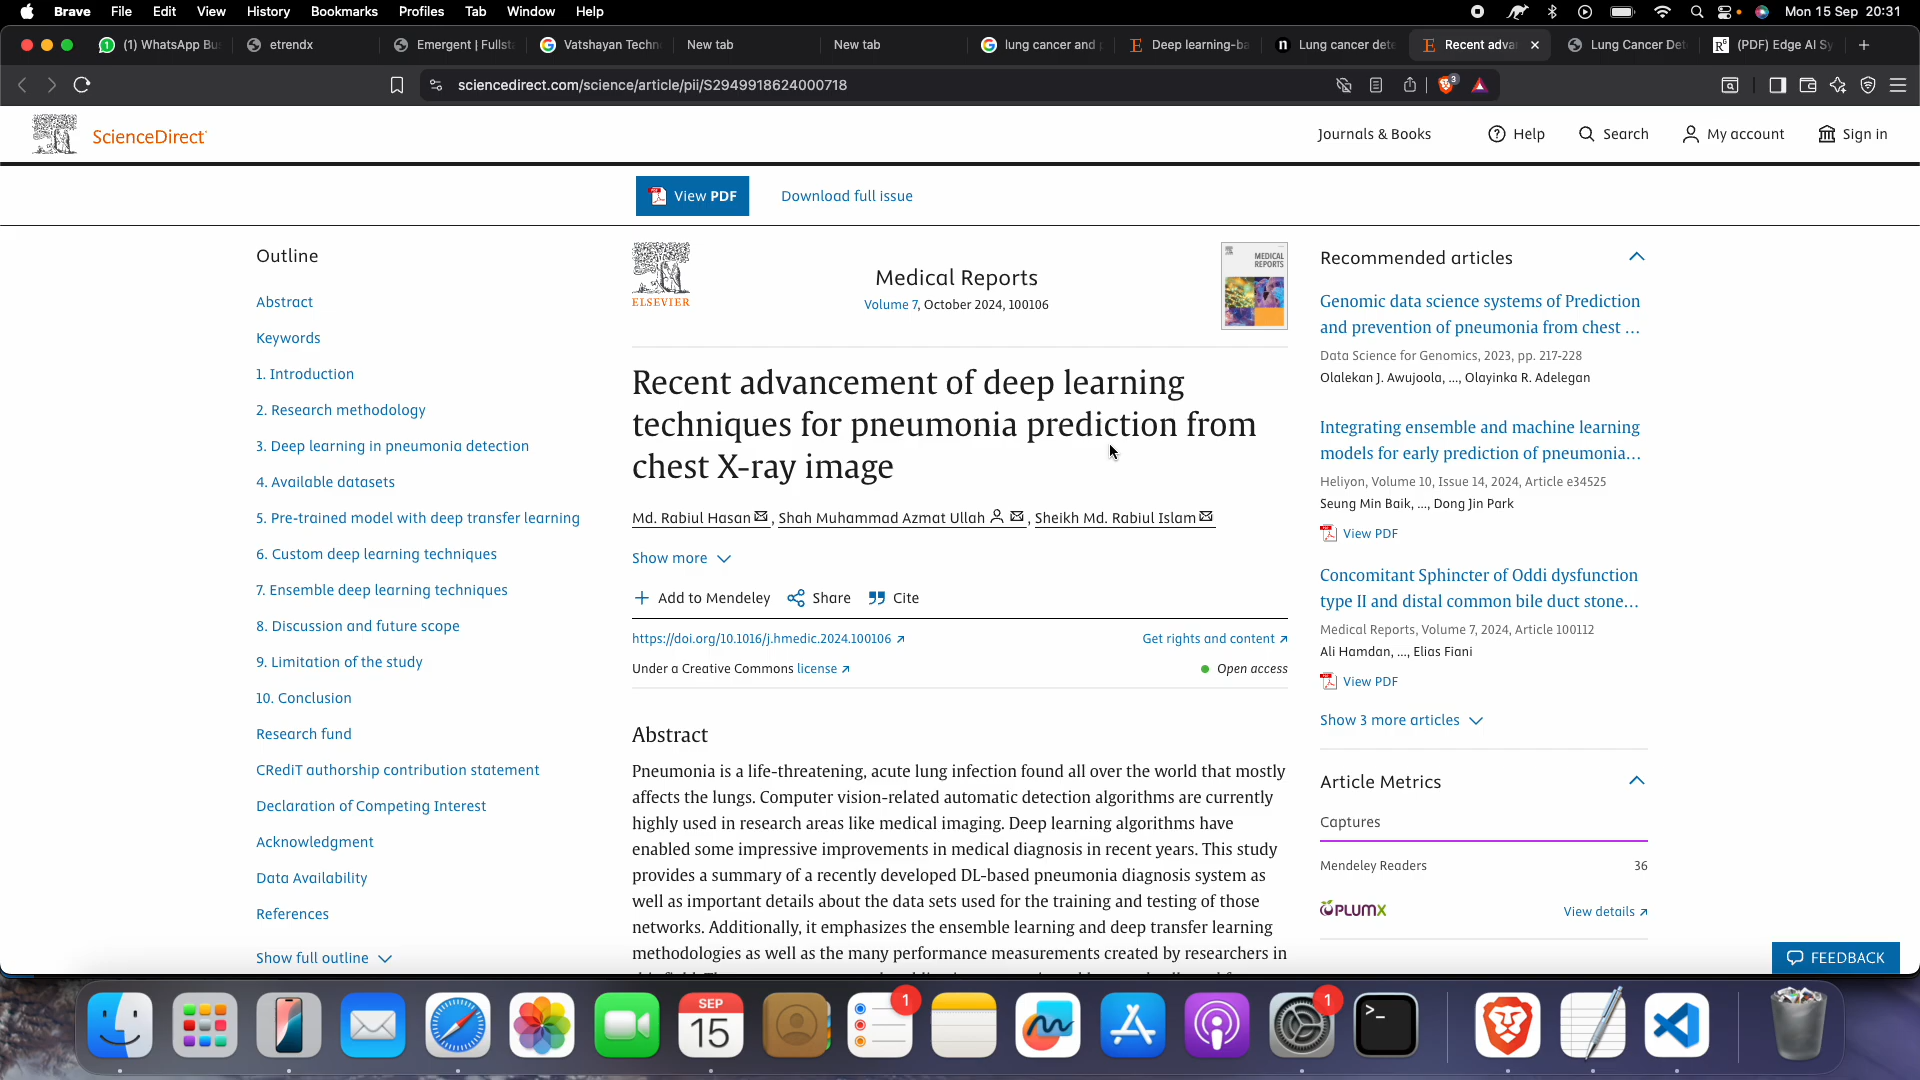 Brave File Edit View History Bookmarks Profiles Tab Window Help
Mon 15 Sep 20:31
(1) WhatsApp Bu
etrendx
Emergent | Fullst
Vatshayan Techn
New tab
New tab
lung cancer and p
Deep learning-ba
Lung cancer dete
Recent adva
Lung Cancer Det
(PDF) Edge AI Sy
sciencedirect.com/science/article/pii/S2949918624000718
3
ScienceDirect
Journals & Books
Help
Search
My account
Sign in
View PDF
Download full issue
Outline
Abstract
Keywords
1. Introduction
2. Research methodology
3. Deep learning in pneumonia detection
4. Available datasets
5. Pre-trained model with deep transfer learning
6. Custom deep learning techniques
7. Ensemble deep learning techniques
8. Discussion and future scope
9. Limitation of the study
10. Conclusion
Research fund
CRediT authorship contribution statement
Declaration of Competing Interest
Acknowledgment
Data Availability
References
Show full outline
ELSEVIER
Medical Reports
Volume 7, October 2024, 100106
MEDICAL
REPORTS
Recent advancement of deep learning
techniques for pneumonia prediction from
chest X-ray image
Md. Rabiul Hasan , Shah Muhammad Azmat Ullah , Sheikh Md. Rabiul Islam
Show more
Add to Mendeley
Share
Cite
https://doi.org/10.1016/j.hmedic.2024.100106
Get rights and content
Under a Creative Commons license
Open access
Abstract
Pneumonia is a life-threatening, acute lung infection found all over the world that mostly
affects the lungs. Computer vision-related automatic detection algorithms are currently
highly used in research areas like medical imaging. Deep learning algorithms have
enabled some impressive improvements in medical diagnosis in recent years. This study
provides a summary of a recently developed DL-based pneumonia diagnosis system as
well as important details about the data sets used for the training and testing of those
networks. Additionally, it emphasizes the ensemble learning and deep transfer learning
methodologies as well as the many performance measurements created by researchers in
Recommended articles
Genomic data science systems of Prediction
and prevention of pneumonia from chest ...
Data Science for Genomics, 2023, pp. 217-228
Olalekan J. Awujoola, ..., Olayinka R. Adelegan
Integrating ensemble and machine learning
models for early prediction of pneumonia...
Heliyon, Volume 10, Issue 14, 2024, Article e34525
Seung Min Baik, ..., Dong Jin Park
View PDF
Concomitant Sphincter of Oddi dysfunction
type II and distal common bile duct stone...
Medical Reports, Volume 7, 2024, Article 100112
Ali Hamdan, ..., Elias Fiani
View PDF
Show 3 more articles
Article Metrics
Captures
Mendeley Readers 36
PLUMX
View details
FEEDBACK
SEP
15
1
1